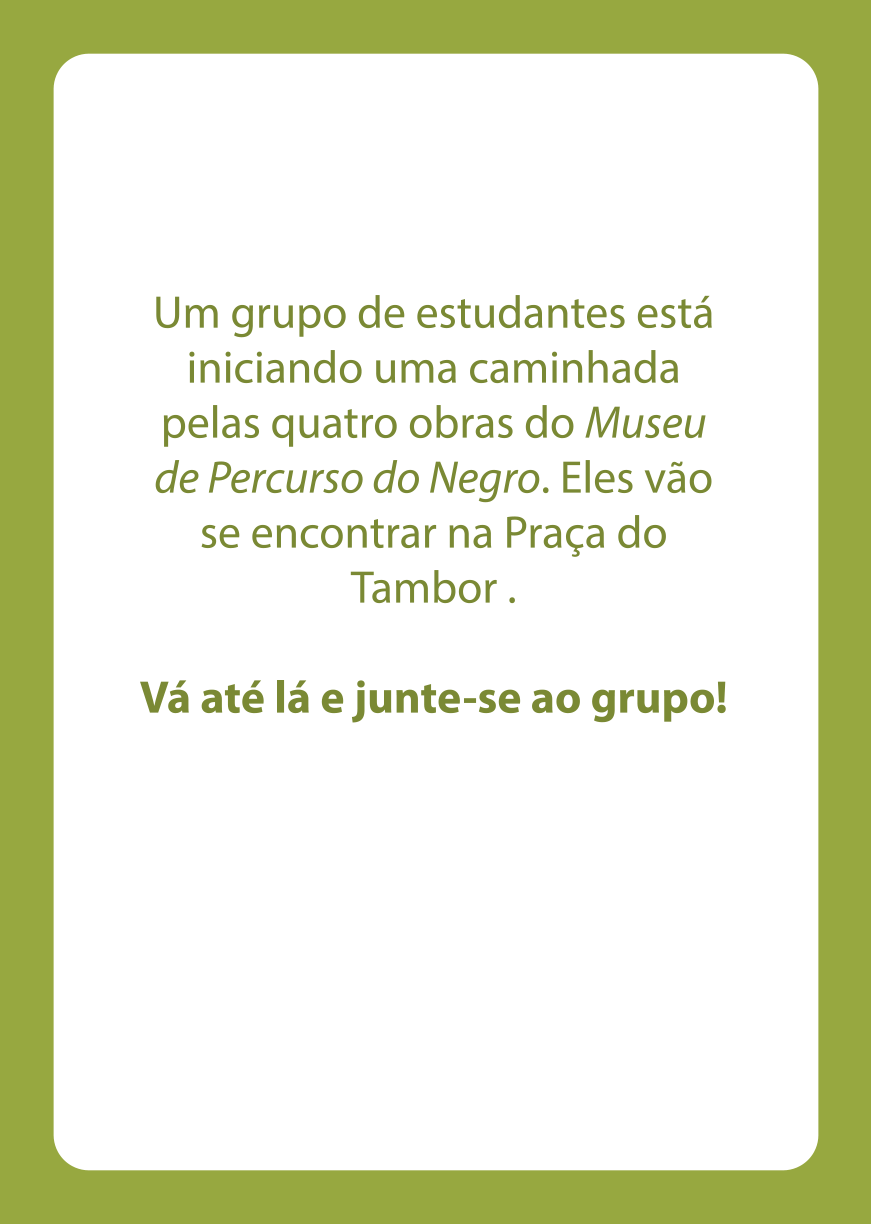 Um grupo de estudantes está
iniciando uma caminhada
pelas quatro obras do Museu
de Percurso do Negro. Eles vão
se encontrar na Praça do
Tambor .
Vá até lá e junte-se ao grupo!